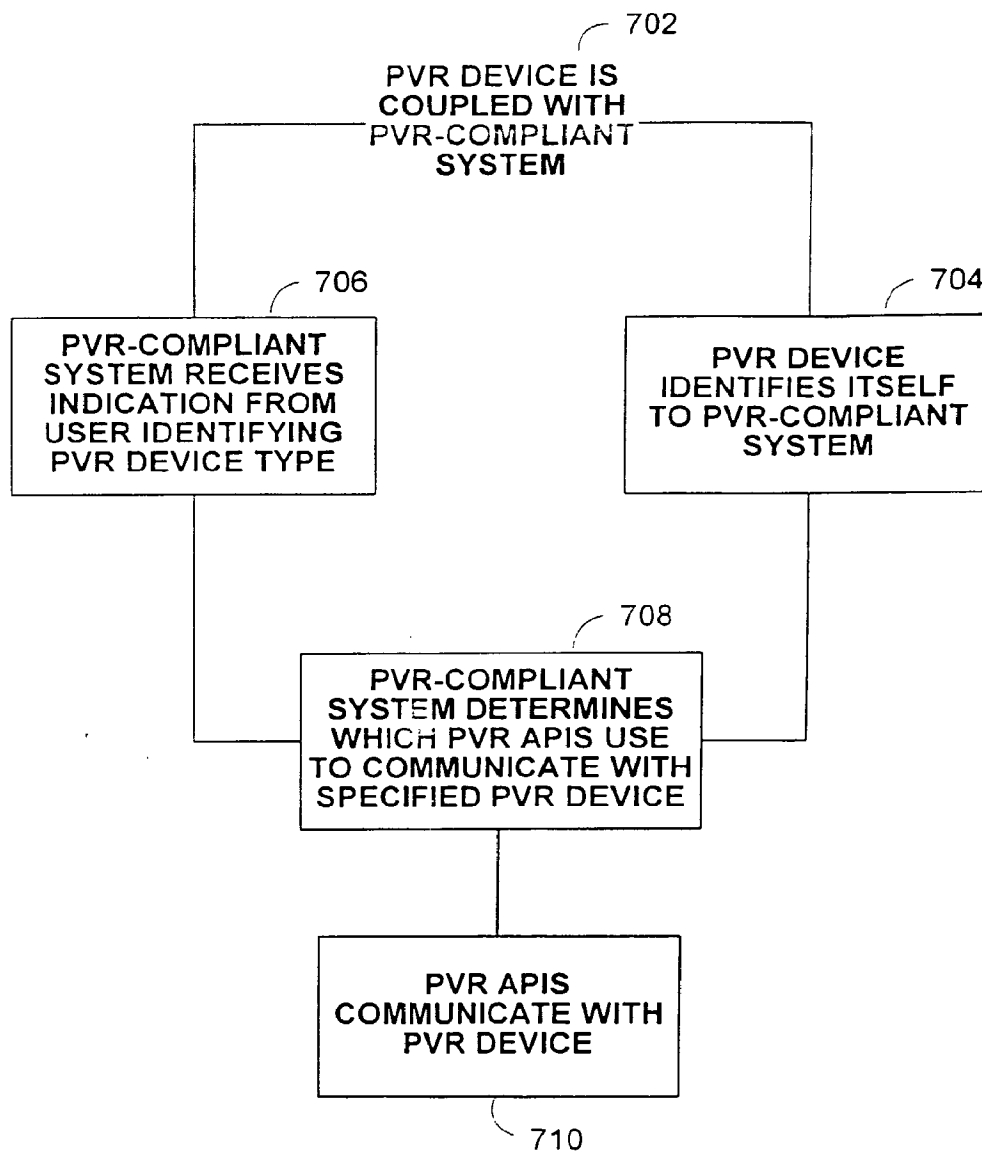 702
PVR DEVICE IS
COUPLED WITH
PVR-COMPLIANT
SYSTEM
706
PVR-COMPLIANT
SYSTEM RECEIVES
INDICATION FROM
USER IDENTIFYING
PVR DEVICE TYPE
704
PVR DEVICE
IDENTIFIES ITSELF
TO PVR-COMPLIANT
SYSTEM
708
PVR-COMPLIANT
SYSTEM DETERMINES
WHICH PVR APIS USE
TO COMMUNICATE WITH
SPECIFIED PVR DEVICE
PVR APIS
COMMUNICATE WITH
PVR DEVICE
710